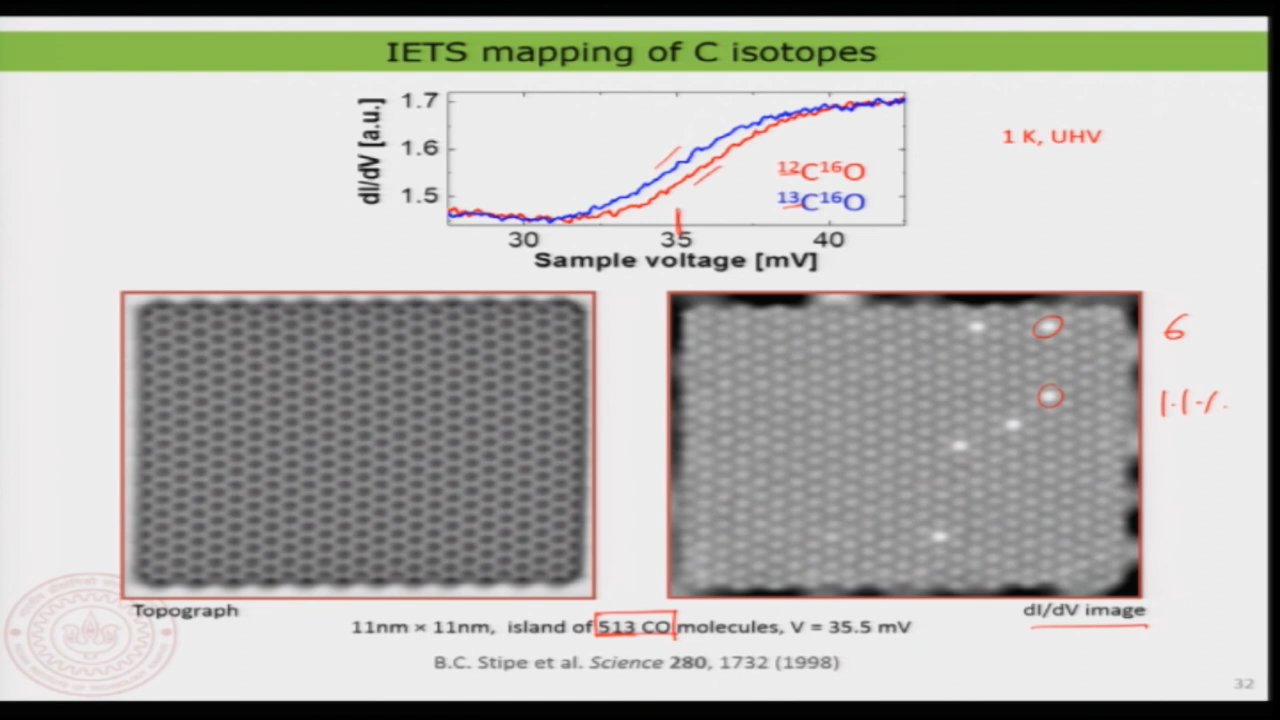 IETS mapping of C isotopes
dI/dV [a.u.]
1.7
1.6
1.5
1 K, UHV
¹²C¹⁶O
¹³C¹⁶O
30 35 40
Sample voltage [mV]
6
1.1%
Topograph
dI/dV image
11nm × 11nm, island of 513 CO molecules, V = 35.5 mV
B.C. Stipe et al. Science 280, 1732 (1998)
32